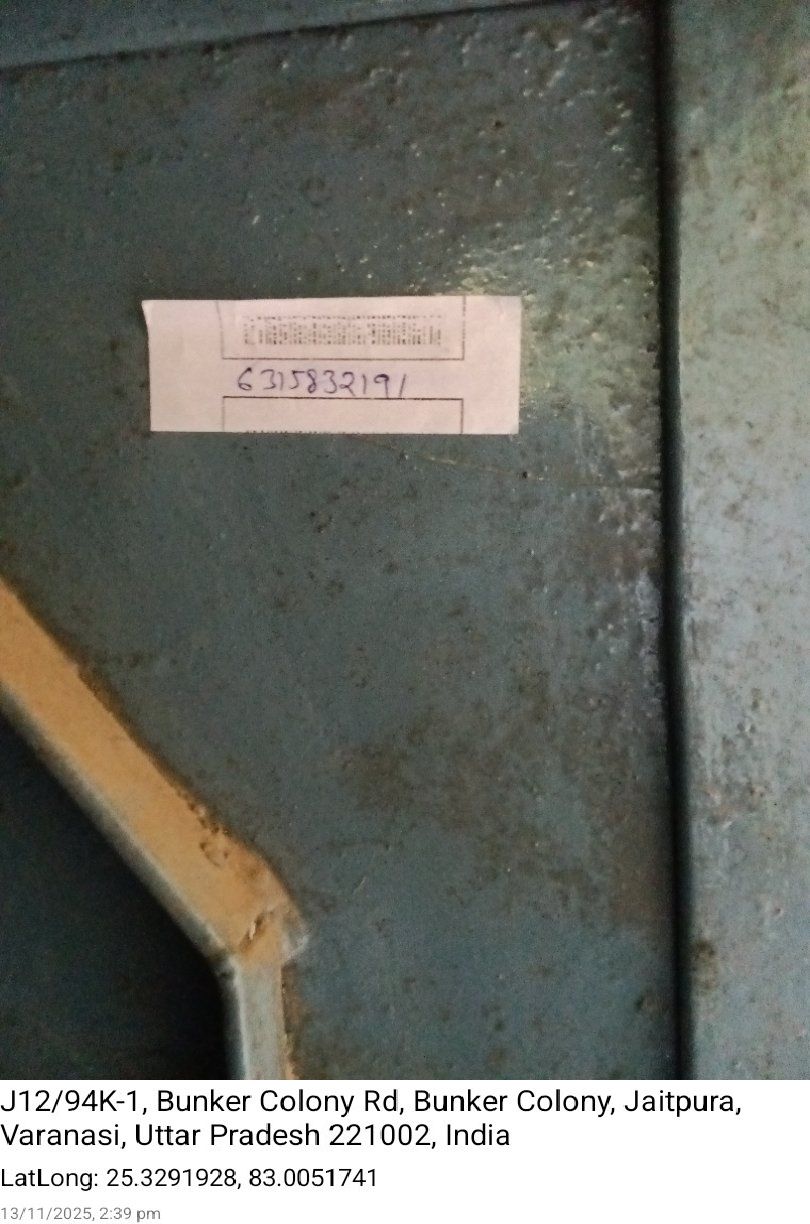 6315832191
J12/94K-1, Bunker Colony Rd, Bunker Colony, Jaitpura,
Varanasi, Uttar Pradesh 221002, India
LatLong: 25.3291928, 83.0051741
13/11/2025, 2:39 pm